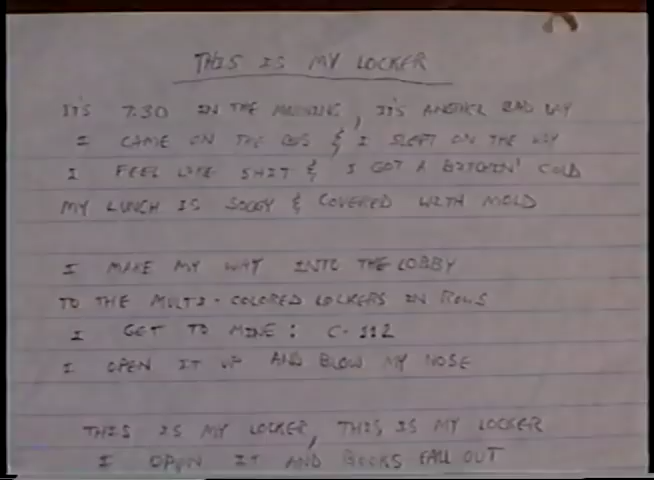 THIS IS MY LOCKER
IT'S 7:30 IN THE MORNING, IT'S ANOTHER BAD DAY
I CAME ON THE BUS & I SLEPT ON THE WAY
I FEEL LIKE SHIT & I GOT A BITCHIN' COLD
MY LUNCH IS SOGGY & COVERED WITH MOLD
I MAKE MY WAY INTO THE LOBBY
TO THE MULTI-COLORED LOCKERS IN ROWS
I GET TO MINE: C-112
I OPEN IT UP AND BLOW MY NOSE
THIS IS MY LOCKER, THIS IS MY LOCKER
I OPEN IT AND BOOKS FALL OUT